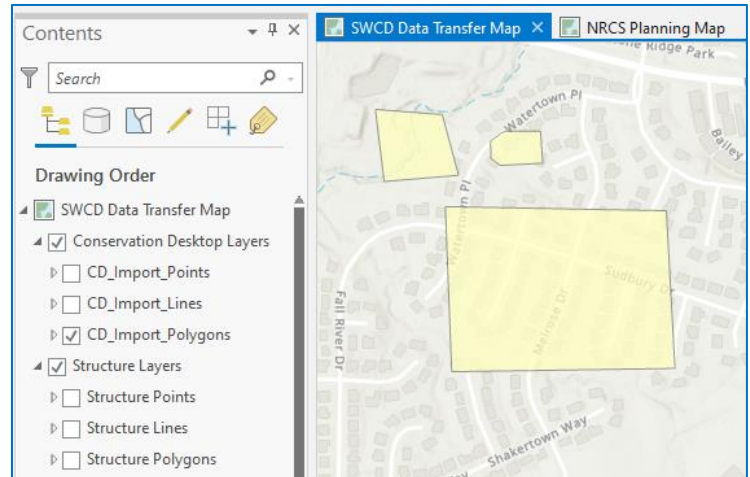 Contents
Search
Drawing Order
SWCD Data Transfer Map
Conservation Desktop Layers
CD_Import_Points
CD_Import_Lines
CD_Import_Polygons
Structure Layers
Structure Points
Structure Lines
Structure Polygons
SWCD Data Transfer Map
NRCS Planning Map
Ridge Park
Watertown Pl
Bailey
Watertown Pl
Sudbury Dr
Fall River Dr
Melrose Dr
Shakertown Way